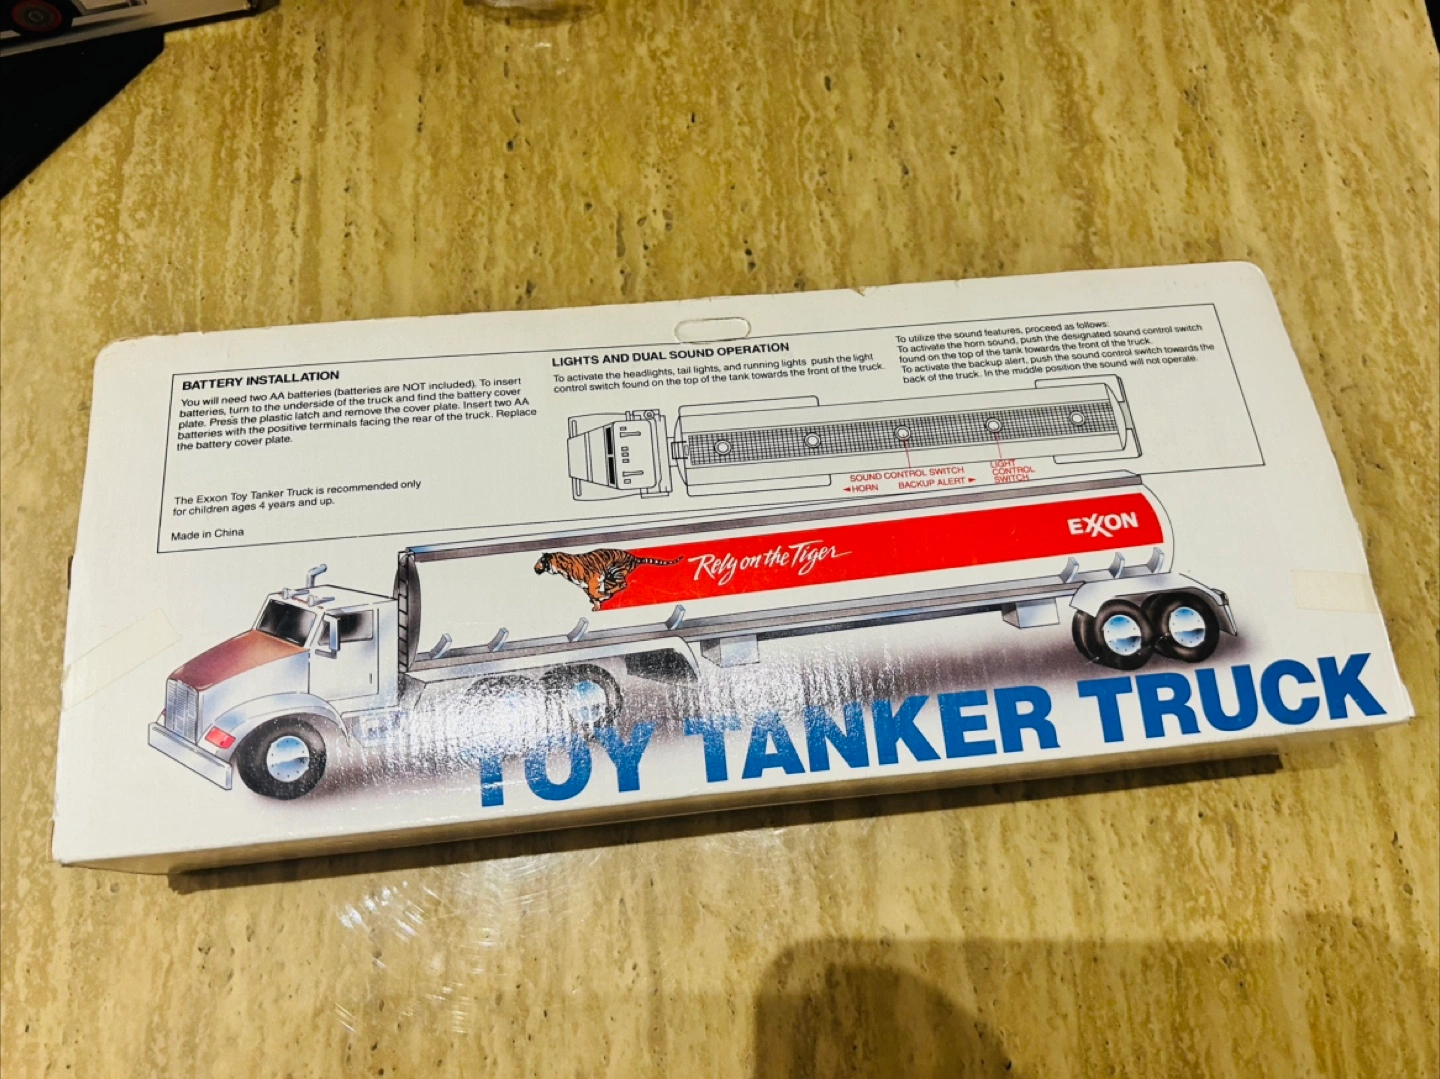 BATTERY INSTALLATION
You will need two AA batteries (batteries are NOT included). To insert
batteries, turn to the underside of the truck and find the battery cover
plate. Press the plastic latch and remove the cover plate. Insert two AA
batteries with the positive terminals facing the rear of the truck. Replace
the battery cover plate.
The Exxon Toy Tanker Truck is recommended only
for children ages 4 years and up.
Made in China
LIGHTS AND DUAL SOUND OPERATION
To activate the headlights, tail lights, and running lights push the light
control switch found on the top of the tank towards the front of the truck.
To utilize the sound features, proceed as follows:
To activate the horn sound, push the designated sound control switch
found on the top of the tank towards the front of the truck.
To activate the backup alert, push the sound control switch towards the
back of the truck. In the middle position the sound will not operate.
SOUND CONTROL SWITCH
◄HORN BACKUP ALERT►
LIGHT
CONTROL
SWITCH
Rely on the Tiger
EXXON
TOY TANKER TRUCK